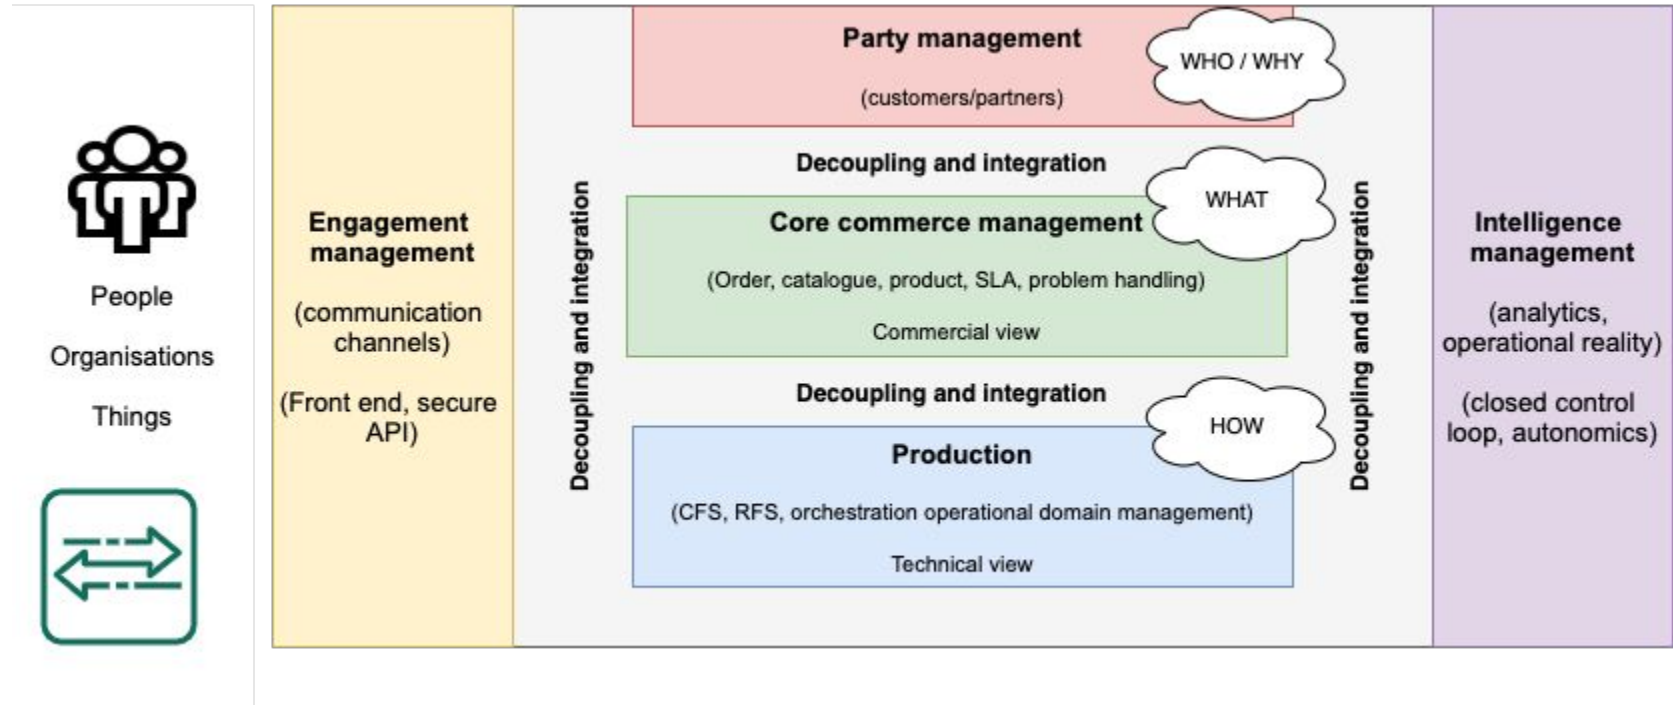 People
Organisations
Things
Engagement
management
(communication
channels)
(Front end, secure
API)
Decoupling and integration
Party management
(customers/partners)
WHO / WHY
Decoupling and integration
Core commerce management
WHAT
(Order, catalogue, product, SLA, problem handling)
Commercial view
Decoupling and integration
Production
HOW
(CFS, RFS, orchestration operational domain management)
Technical view
Decoupling and integration
Intelligence
management
(analytics,
operational reality)
(closed control
loop, autonomics)